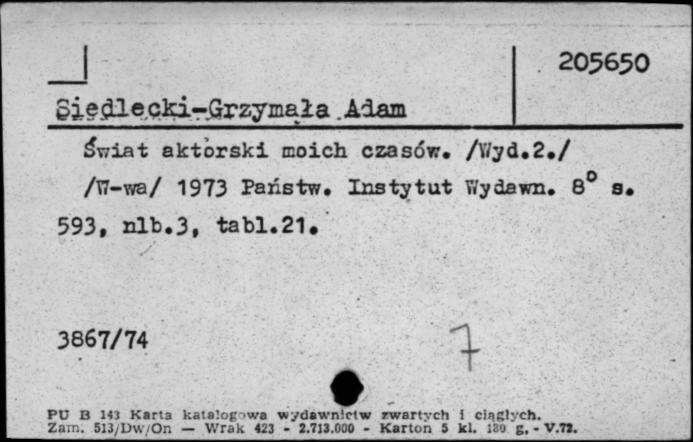 205650
Siedlecki-Grzymała Adam
Świat aktorski moich czasów. /Wyd.2./
/W-wa/ 1973 Państw. Instytut Wydawn. 8° s.
593, nlb.3, tabl.21.
3867/74
7
PU B 143 Karta katalogowa wydawnictw zwartych i ciągłych.
Zam. 513/Dw/On — Wrak 423 - 2.713.000 - Karton 5 kl. 180 g. - V.72.